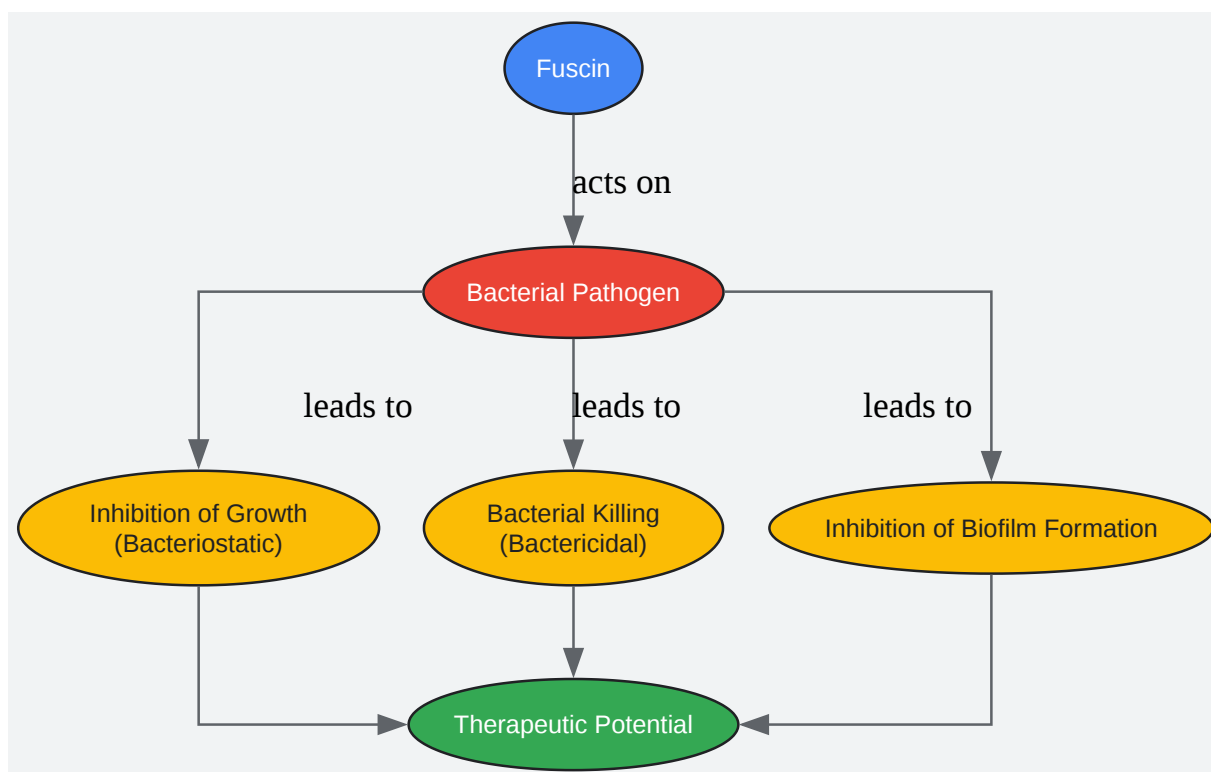 Fuscin
acts on
Bacterial Pathogen
leads to
leads to
leads to
Inhibition of Growth
(Bacteriostatic)
Bacterial Killing
(Bactericidal)
Inhibition of Biofilm Formation
Therapeutic Potential